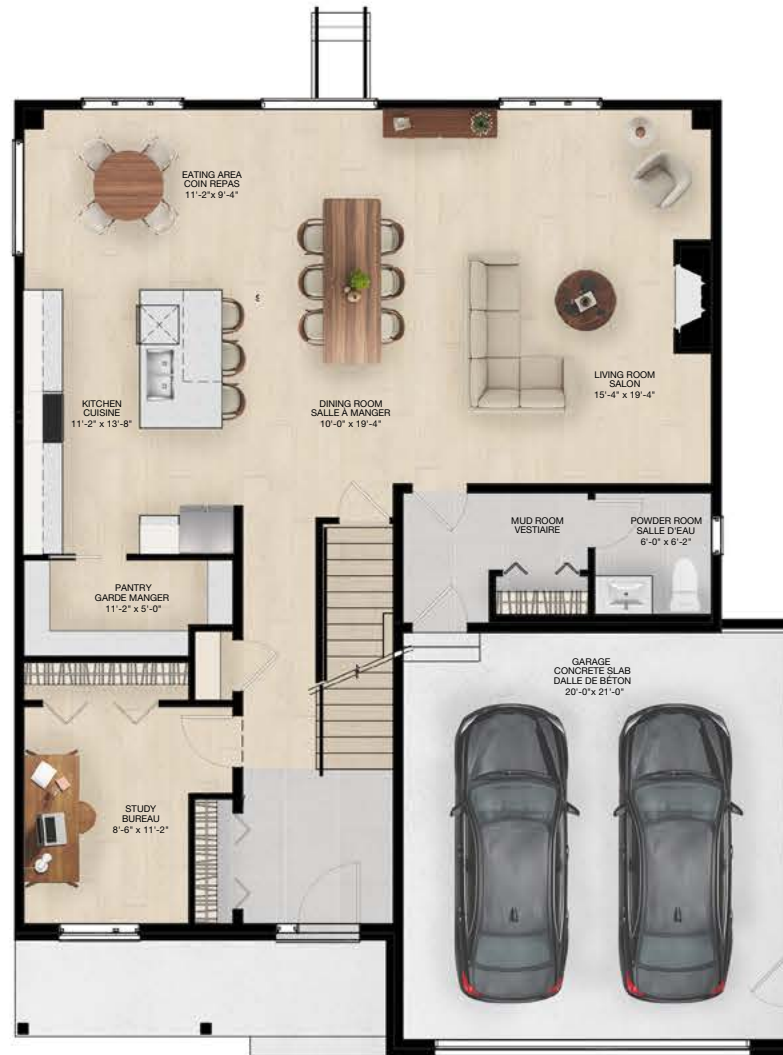 EATING AREA
COIN REPAS
11'-2"x 9'-4"
KITCHEN
CUISINE
11'-2" x 13'-8"
DINING ROOM
SALLE À MANGER
10'-0" x 19'-4"
LIVING ROOM
SALON
15'-4" x 19'-4"
MUD ROOM
VESTIAIRE
POWDER ROOM
SALLE D'EAU
6'-0" x 6'-2"
PANTRY
GARDE MANGER
11'-2" x 5'-0"
GARAGE
CONCRETE SLAB
DALLE DE BÉTON
20'-0"x 21'-0"
STUDY
BUREAU
8'-6" x 11'-2"